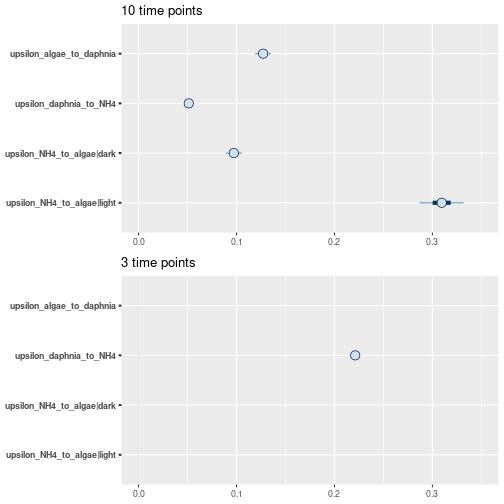 10 time points
upsilon_algae_to_daphnia
upsilon_daphnia_to_NH4
upsilon_NH4_to_algae|dark
upsilon_NH4_to_algae|light
0.0 0.1 0.2 0.3
3 time points
upsilon_algae_to_daphnia
upsilon_daphnia_to_NH4
upsilon_NH4_to_algae|dark
upsilon_NH4_to_algae|light
0.0 0.1 0.2 0.3